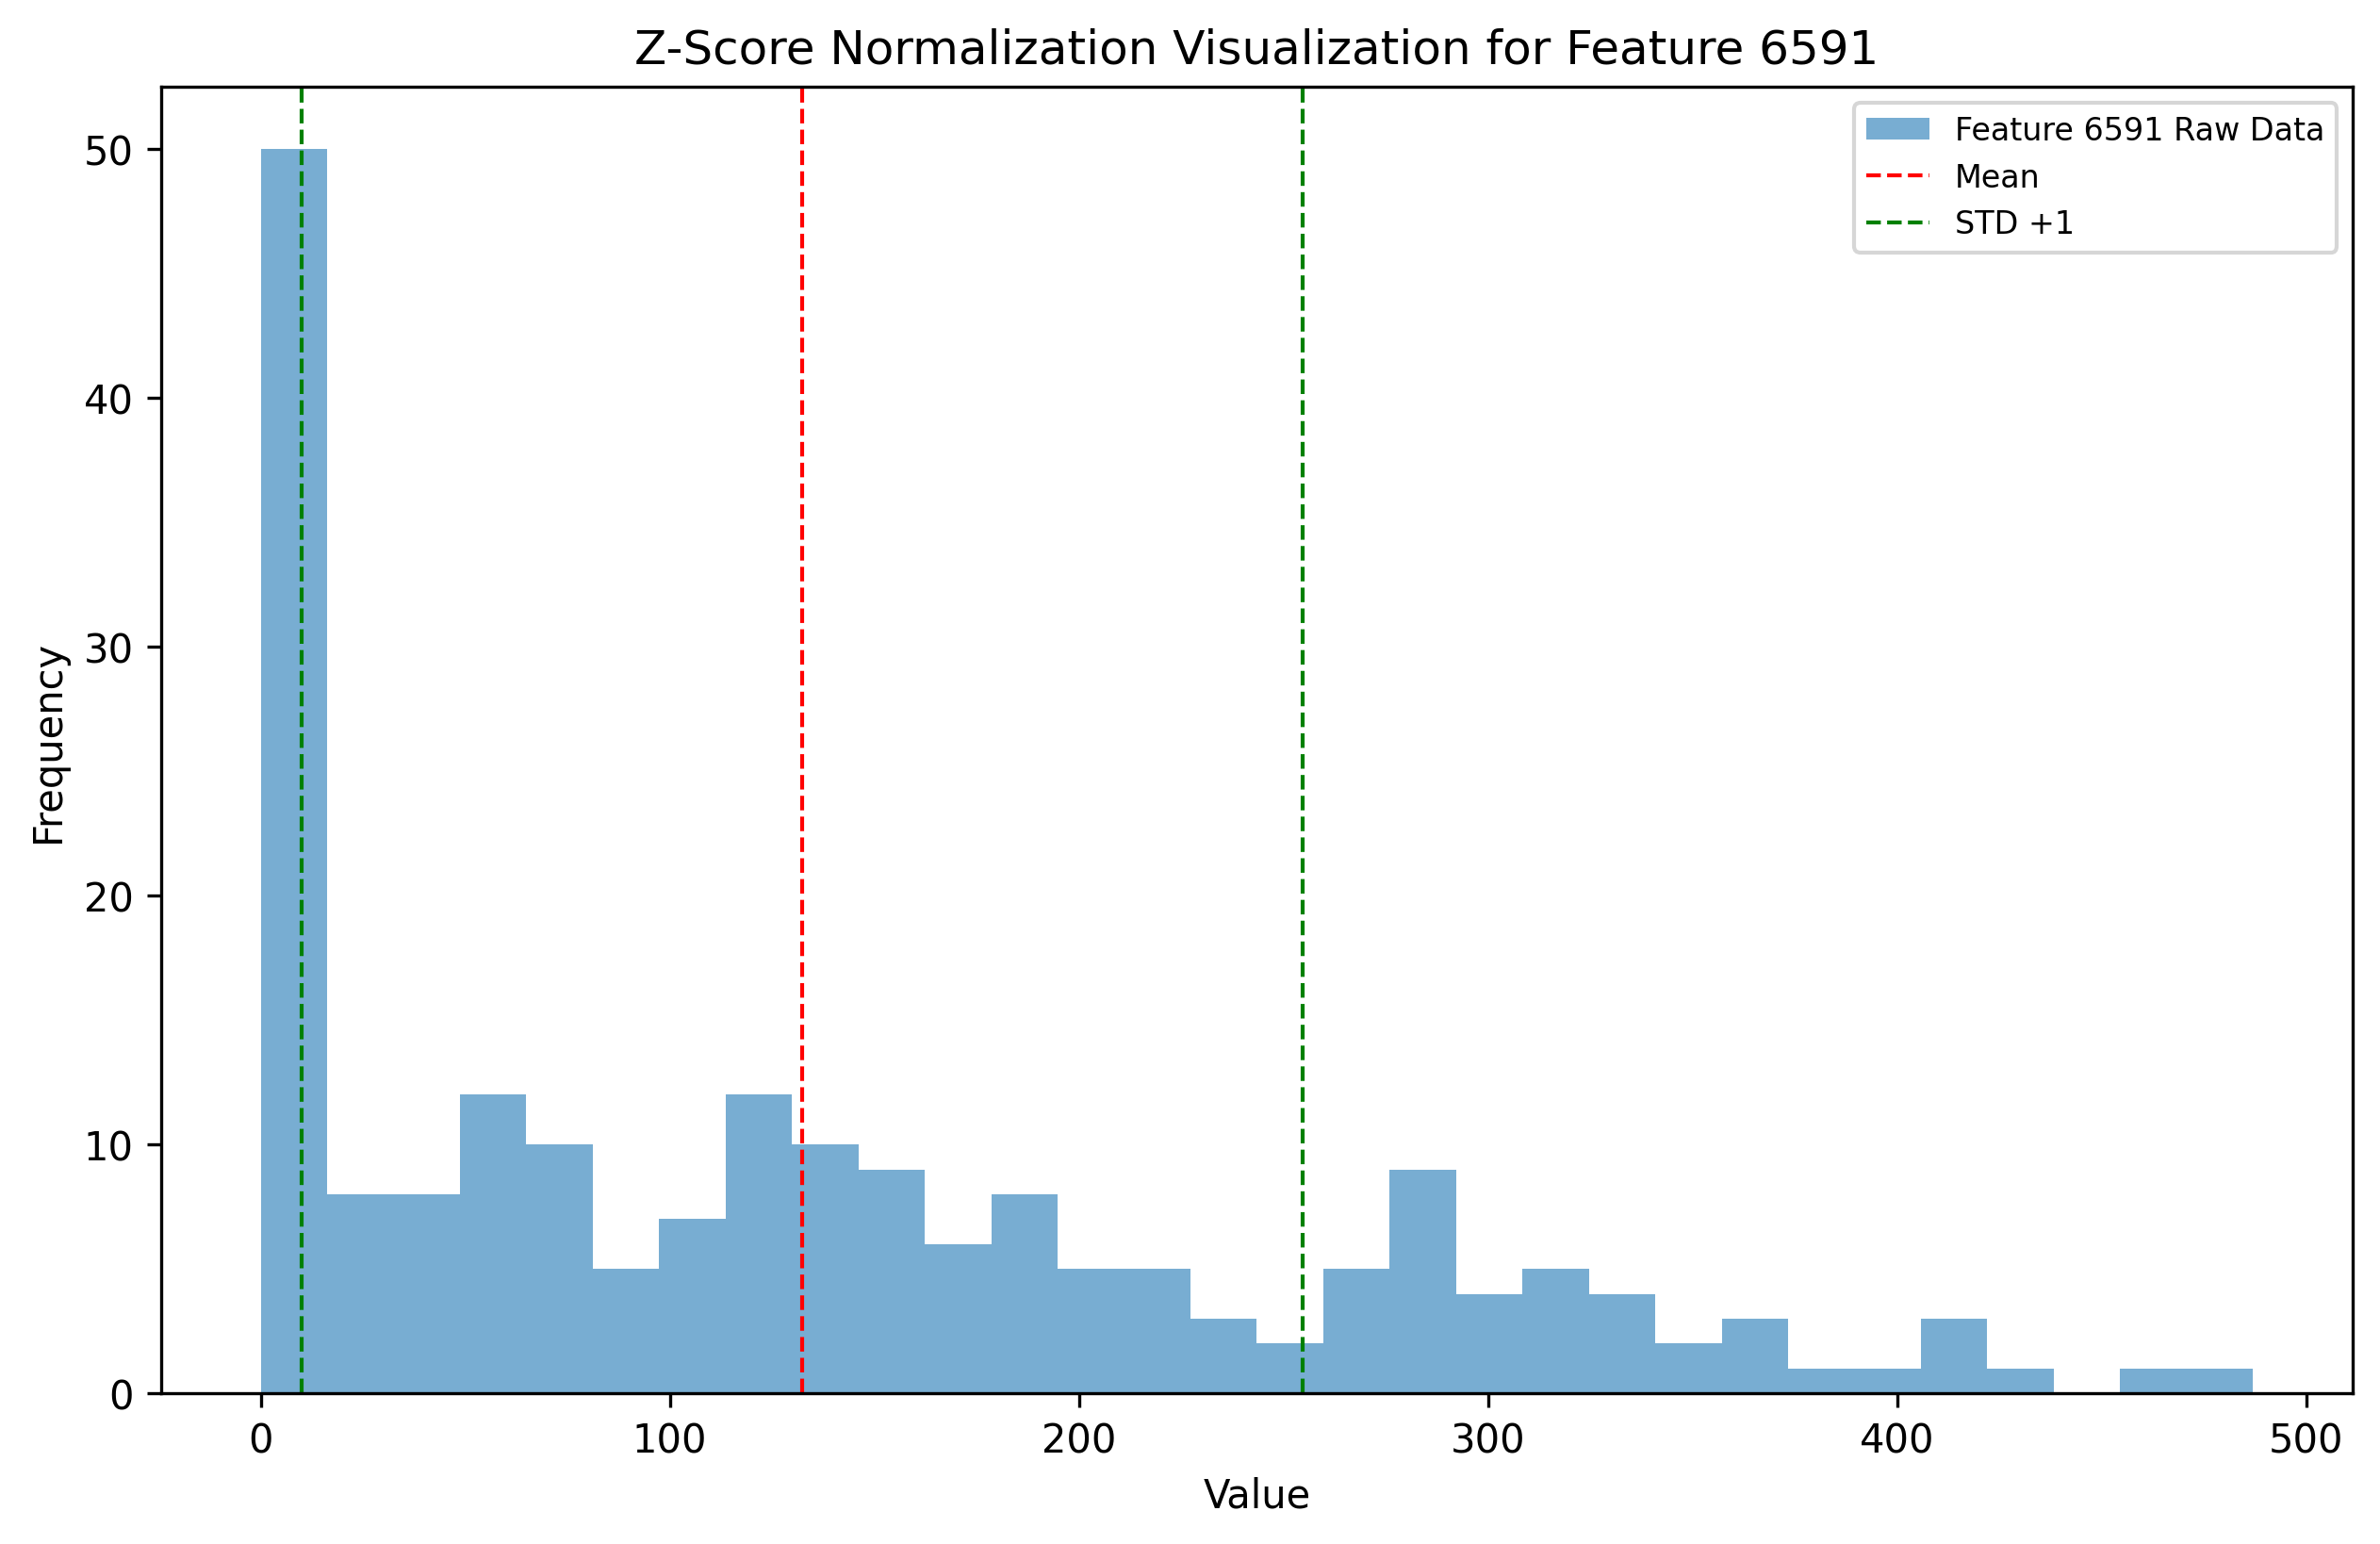 Z-Score Normalization Visualization for Feature 6591
Feature 6591 Raw Data
Mean
STD +1
50
40
30
20
10
0
Frequency
0 100 200 300 400 500
Value